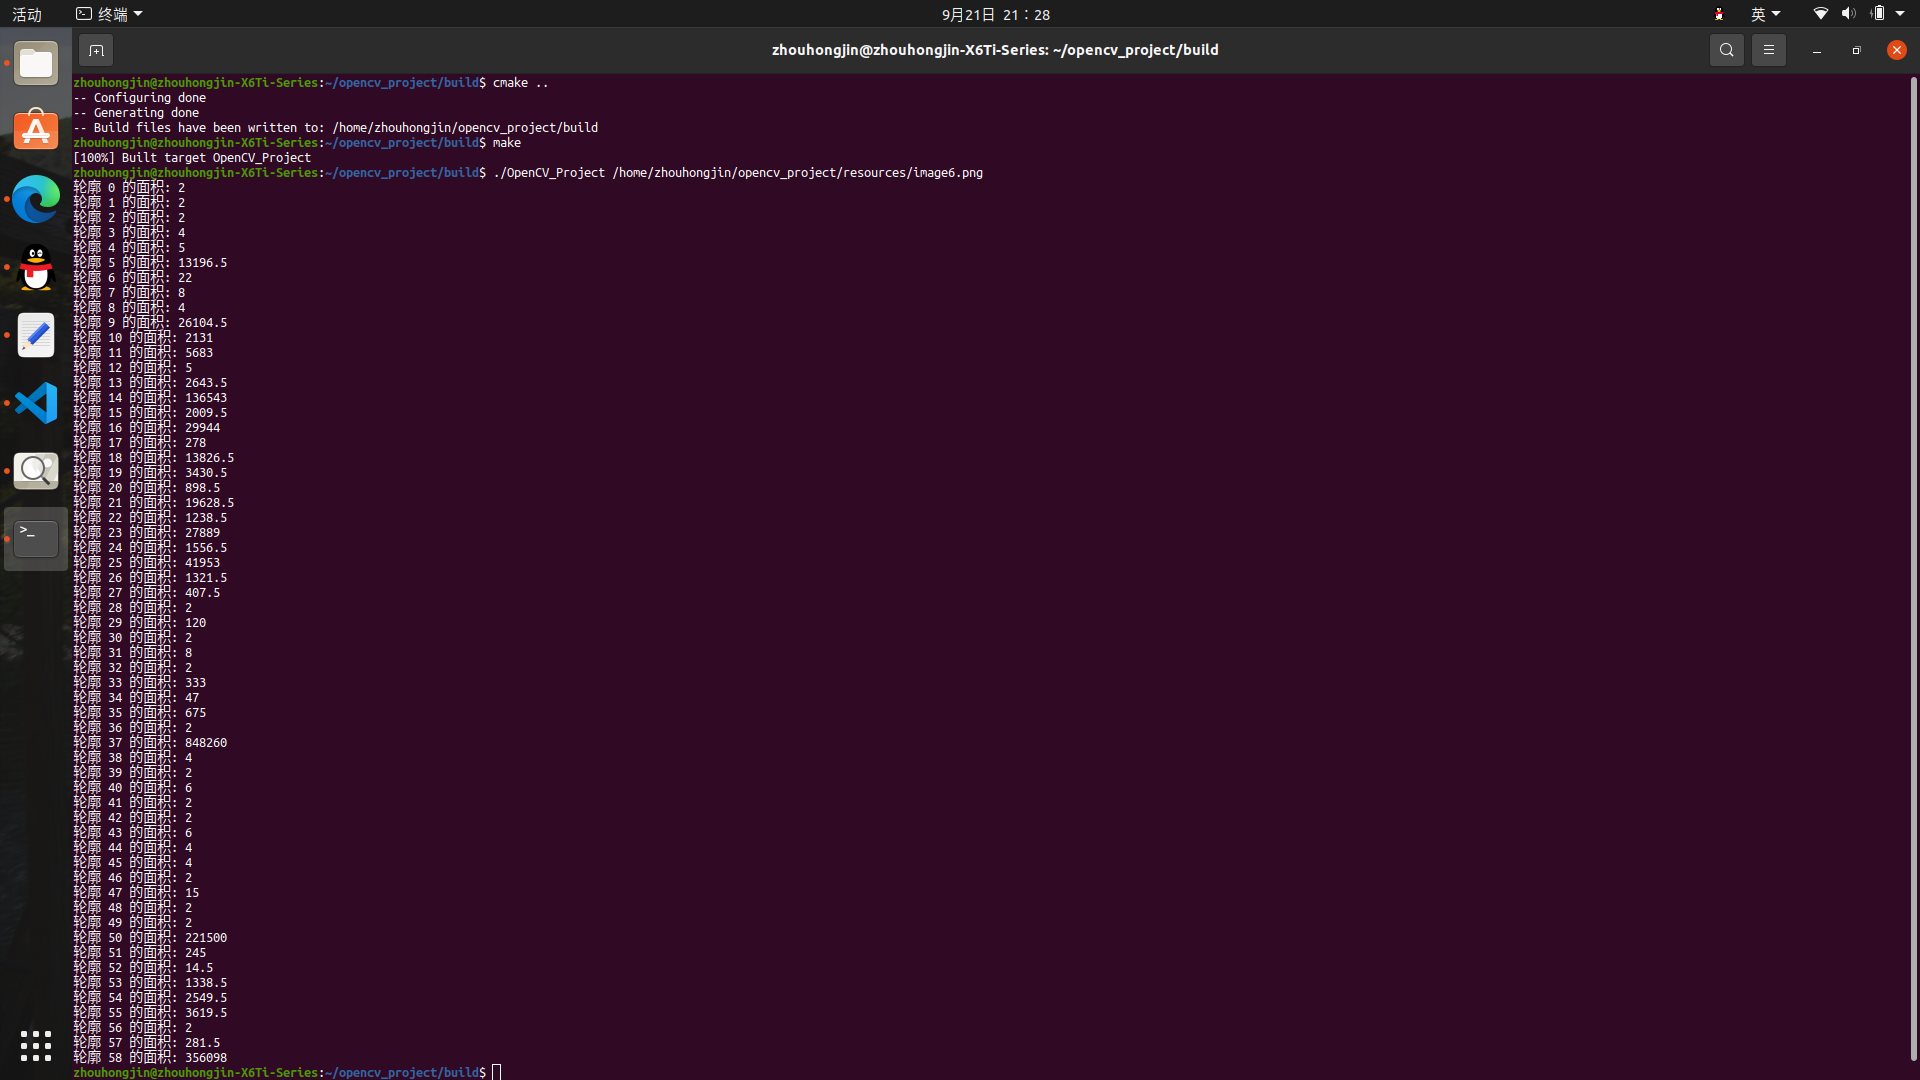 活动 终端 9月21日 21：28 英
zhouhongjin@zhouhongjin-X6Ti-Series: ~/opencv_project/build
zhouhongjin@zhouhongjin-X6Ti-Series:~/opencv_project/build$ cmake ..
-- Configuring done
-- Generating done
-- Build files have been written to: /home/zhouhongjin/opencv_project/build
zhouhongjin@zhouhongjin-X6Ti-Series:~/opencv_project/build$ make
[100%] Built target OpenCV_Project
zhouhongjin@zhouhongjin-X6Ti-Series:~/opencv_project/build$ ./OpenCV_Project /home/zhouhongjin/opencv_project/resources/image6.png
轮廓 0 的面积: 2
轮廓 1 的面积: 2
轮廓 2 的面积: 2
轮廓 3 的面积: 4
轮廓 4 的面积: 5
轮廓 5 的面积: 13196.5
轮廓 6 的面积: 22
轮廓 7 的面积: 8
轮廓 8 的面积: 4
轮廓 9 的面积: 26104.5
轮廓 10 的面积: 2131
轮廓 11 的面积: 5683
轮廓 12 的面积: 5
轮廓 13 的面积: 2643.5
轮廓 14 的面积: 136543
轮廓 15 的面积: 2009.5
轮廓 16 的面积: 29944
轮廓 17 的面积: 278
轮廓 18 的面积: 13826.5
轮廓 19 的面积: 3430.5
轮廓 20 的面积: 898.5
轮廓 21 的面积: 19628.5
轮廓 22 的面积: 1238.5
轮廓 23 的面积: 27889
轮廓 24 的面积: 1556.5
轮廓 25 的面积: 41953
轮廓 26 的面积: 1321.5
轮廓 27 的面积: 407.5
轮廓 28 的面积: 2
轮廓 29 的面积: 120
轮廓 30 的面积: 2
轮廓 31 的面积: 8
轮廓 32 的面积: 2
轮廓 33 的面积: 333
轮廓 34 的面积: 47
轮廓 35 的面积: 675
轮廓 36 的面积: 2
轮廓 37 的面积: 848260
轮廓 38 的面积: 4
轮廓 39 的面积: 2
轮廓 40 的面积: 6
轮廓 41 的面积: 2
轮廓 42 的面积: 2
轮廓 43 的面积: 6
轮廓 44 的面积: 4
轮廓 45 的面积: 4
轮廓 46 的面积: 2
轮廓 47 的面积: 15
轮廓 48 的面积: 2
轮廓 49 的面积: 2
轮廓 50 的面积: 221500
轮廓 51 的面积: 245
轮廓 52 的面积: 14.5
轮廓 53 的面积: 1338.5
轮廓 54 的面积: 2549.5
轮廓 55 的面积: 3619.5
轮廓 56 的面积: 2
轮廓 57 的面积: 281.5
轮廓 58 的面积: 356098
zhouhongjin@zhouhongjin-X6Ti-Series:~/opencv_project/build$